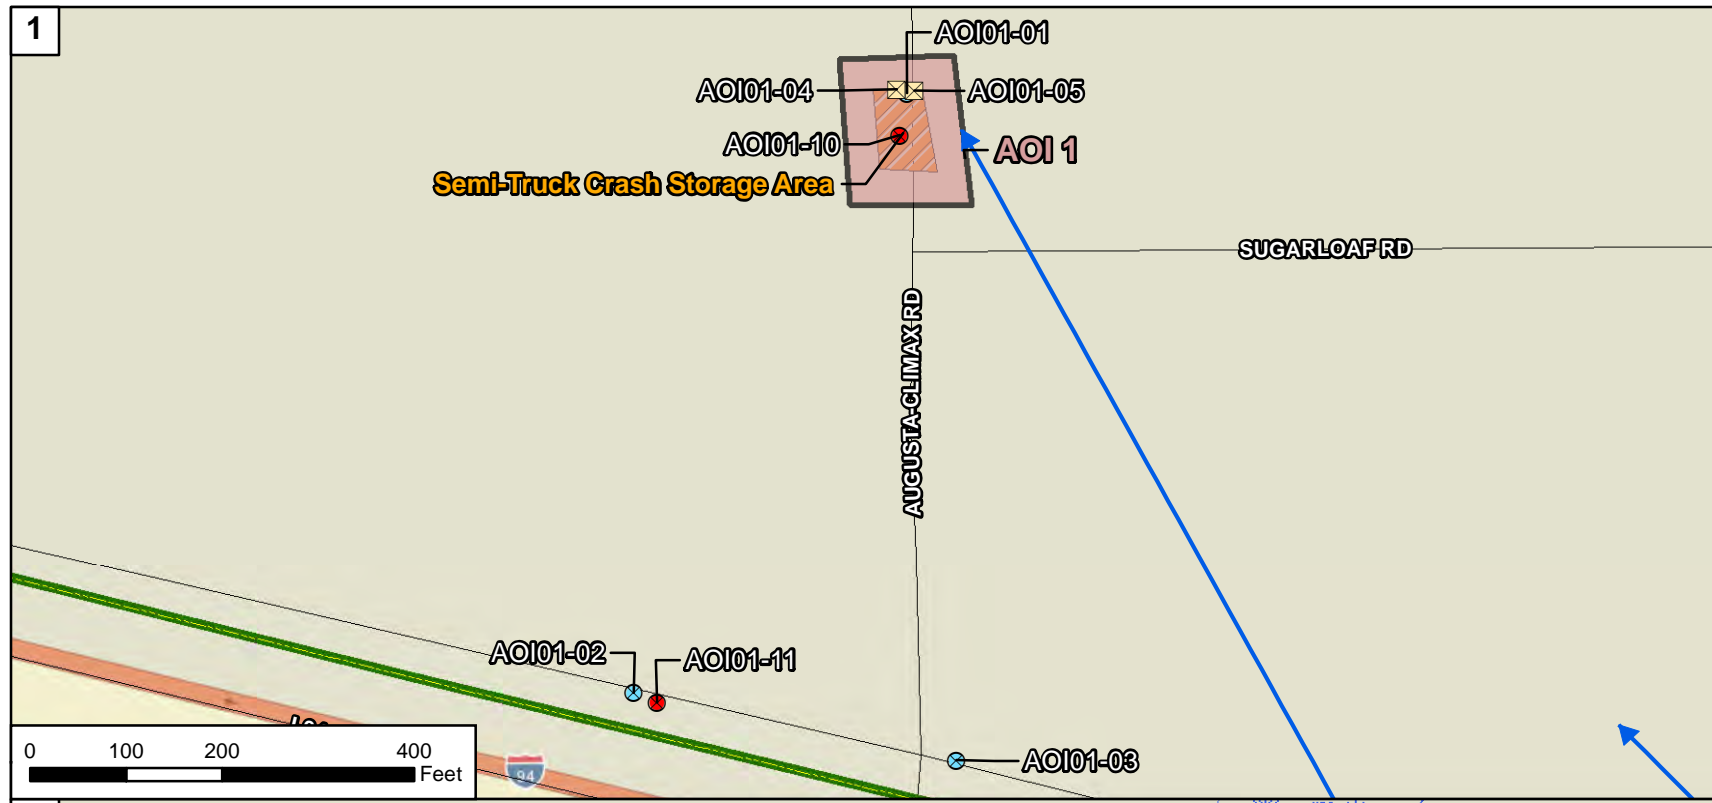 1
AOI01-01
AOI01-04
AOI01-05
AOI01-10
AOI 1
Semi-Truck Crash Storage Area
SUGARLOAF RD
AUGUSTA-CLIMAX RD
AOI01-02
AOI01-11
AOI01-03
0 100 200 400
Feet
94